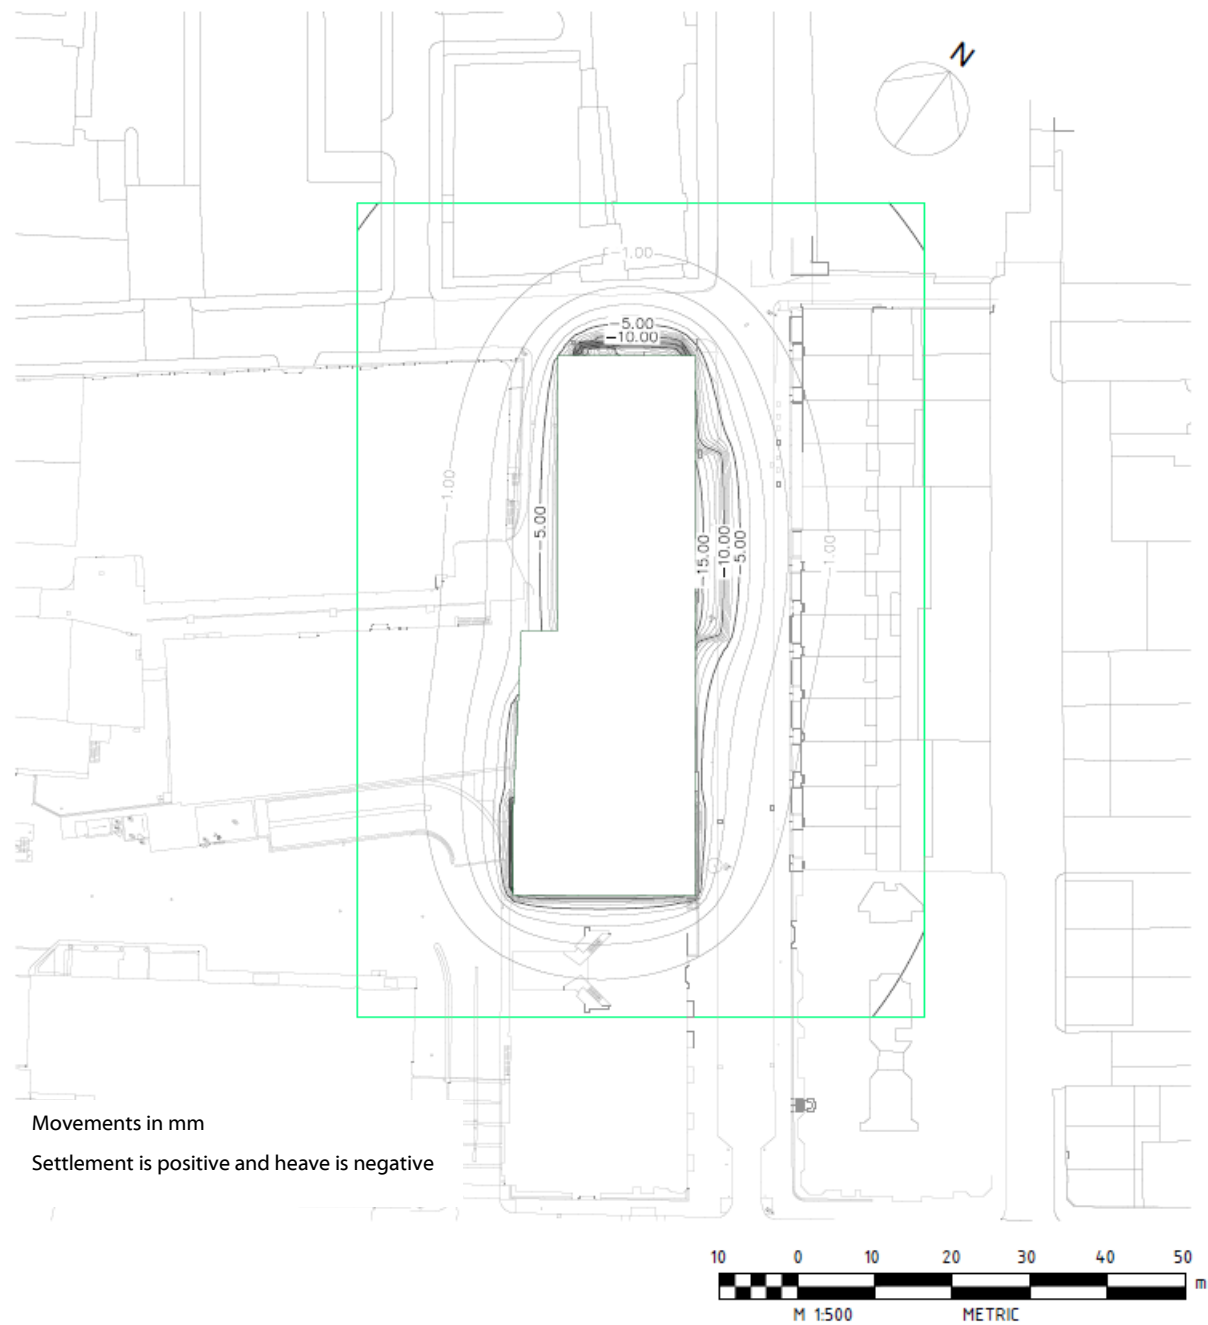 N
-1.00
-5.00
-10.00
1.00
-5.00
-15.00
-10.00
-5.00
-1.00
Movements in mm
Settlement is positive and heave is negative
10 0 10 20 30 40 50
m
M 1:500 METRIC